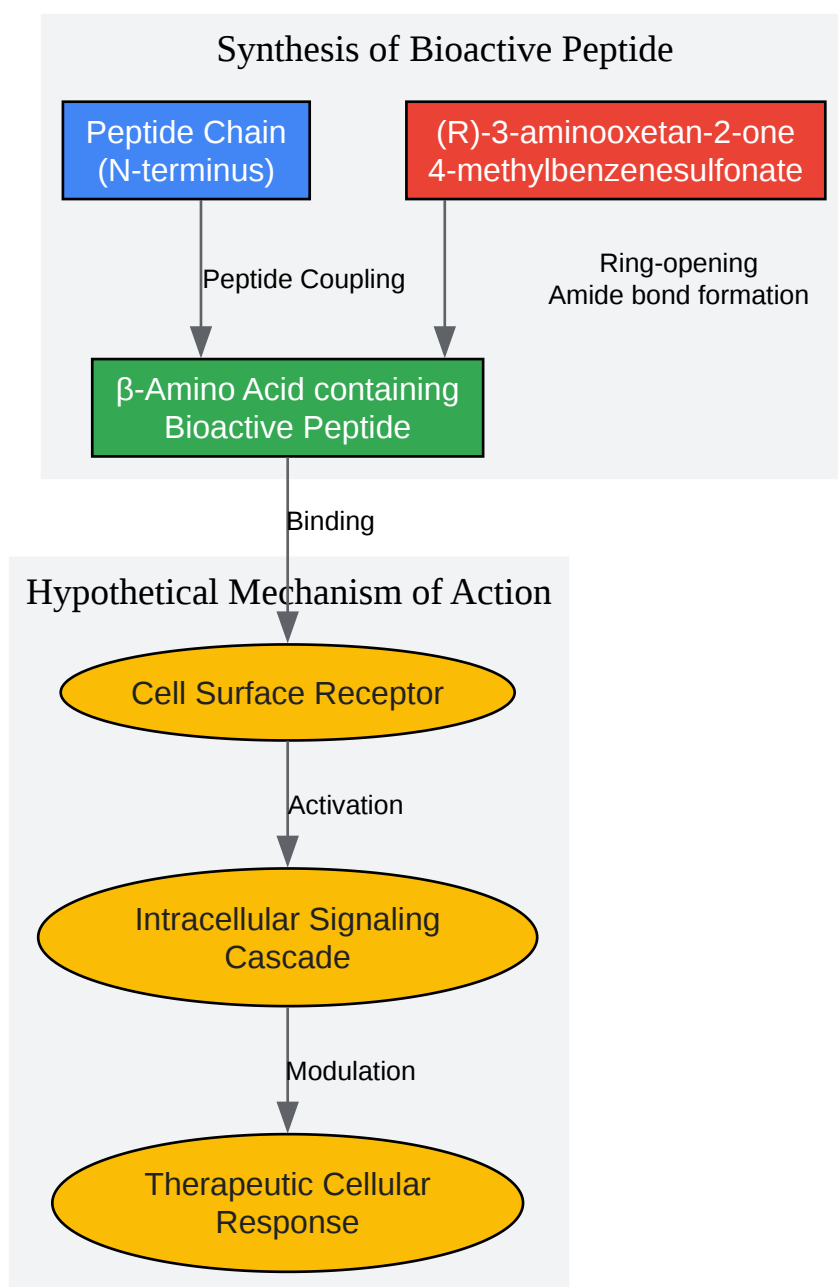 Synthesis of Bioactive Peptide
Peptide Chain
(N-terminus)
(R)-3-aminooxetan-2-one
4-methylbenzenesulfonate
Peptide Coupling
Ring-opening
Amide bond formation
β-Amino Acid containing
Bioactive Peptide
Binding
Hypothetical Mechanism of Action
Cell Surface Receptor
Activation
Intracellular Signaling
Cascade
Modulation
Therapeutic Cellular
Response